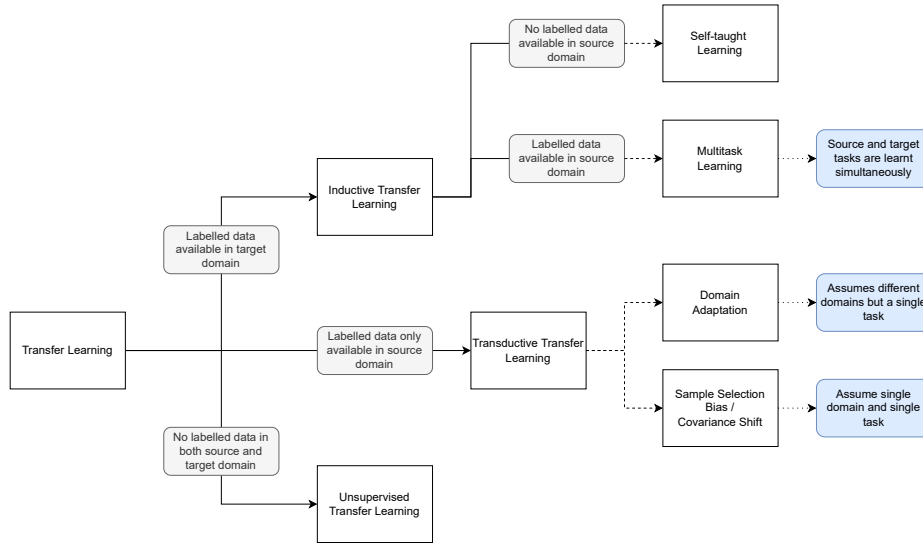 No labelled data
available in source
domain
Self-taught
Learning
Labelled data
available in source
domain
Multitask
Learning
Source and target
tasks are learnt
simultaneously
Inductive Transfer
Learning
Labelled data
available in target
domain
Transfer Learning
Labelled data only
available in source
domain
Transductive Transfer
Learning
Domain
Adaptation
Assumes different
domains but a single
task
Sample Selection
Bias /
Covariance Shift
Assume single
domain and single
task
No labelled data in
both source and
target domain
Unsupervised
Transfer Learning